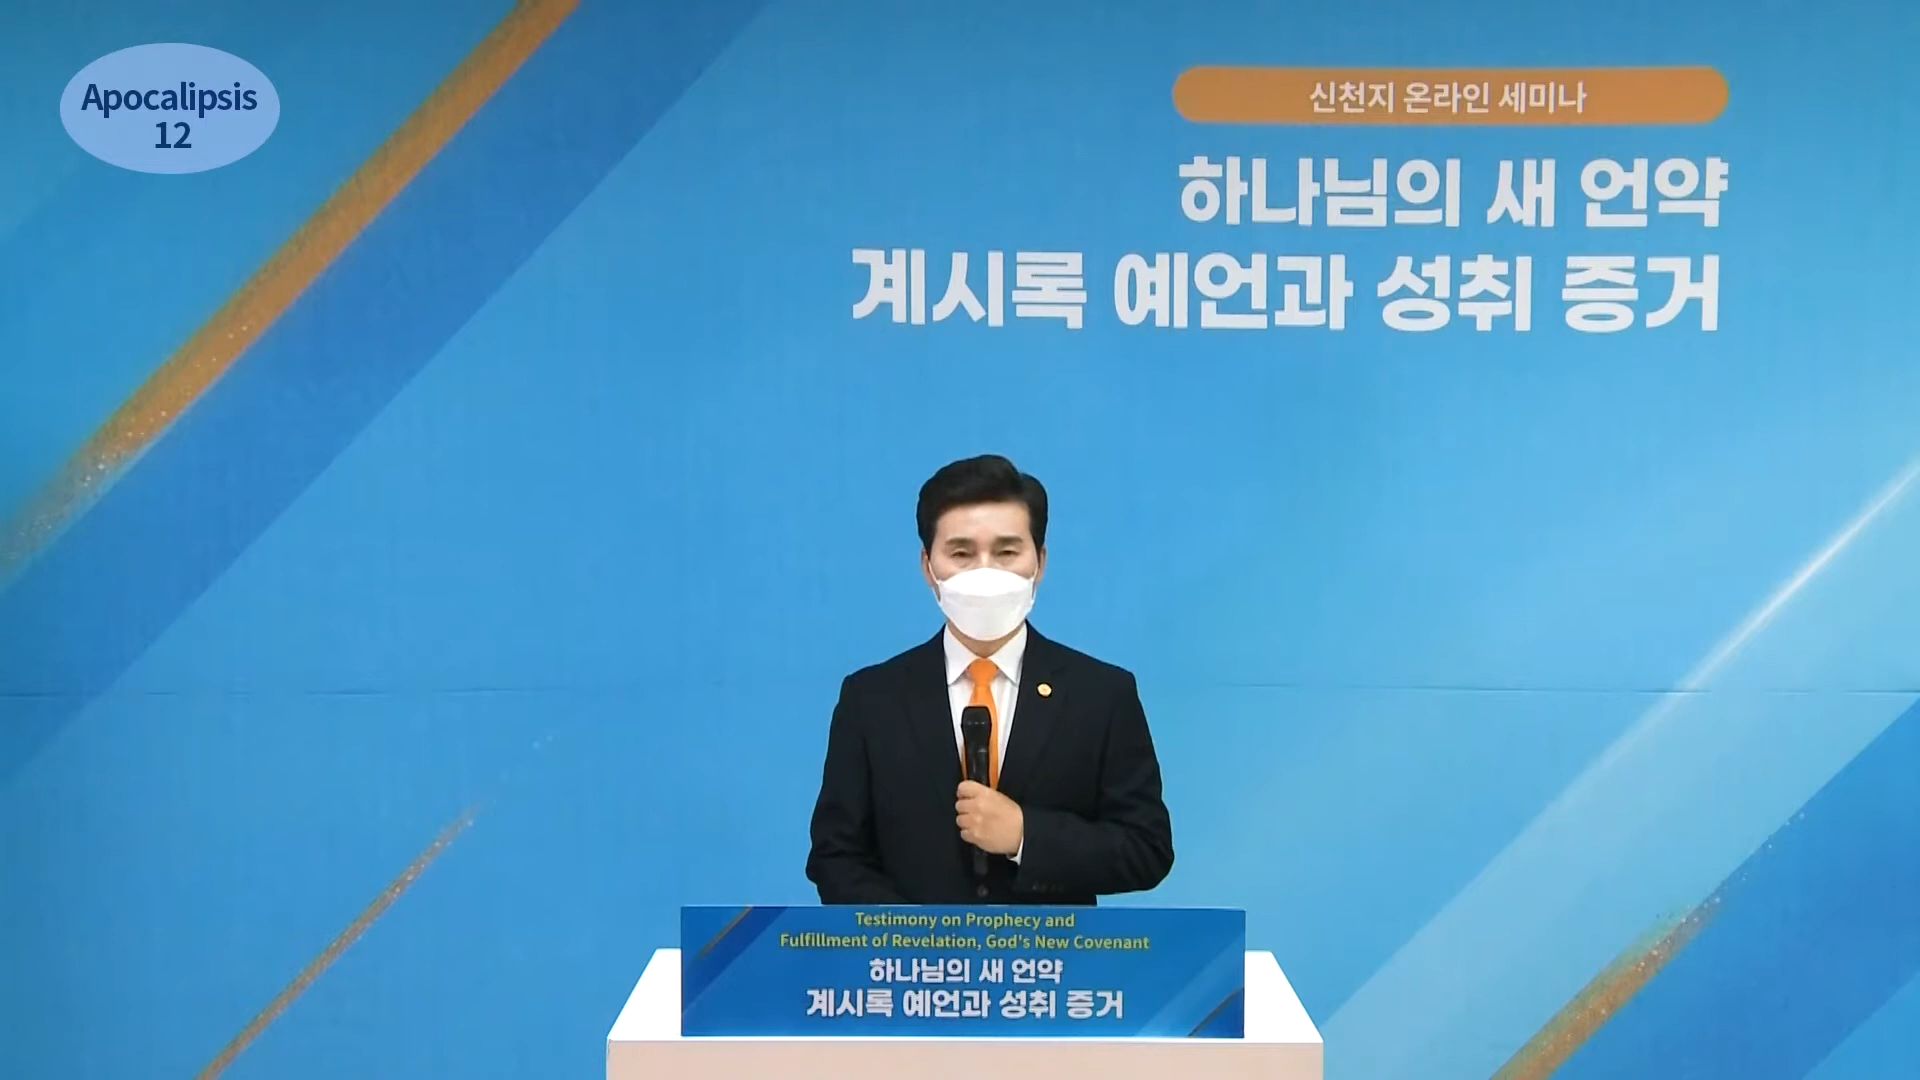 Apocalipsis
12
신천지 온라인 세미나
하나님의 새 언약
계시록 예언과 성취 증거
Testimony on Prophecy and
Fulfillment of Revelation, God's New Covenant
하나님의 새 언약
계시록 예언과 성취 증거